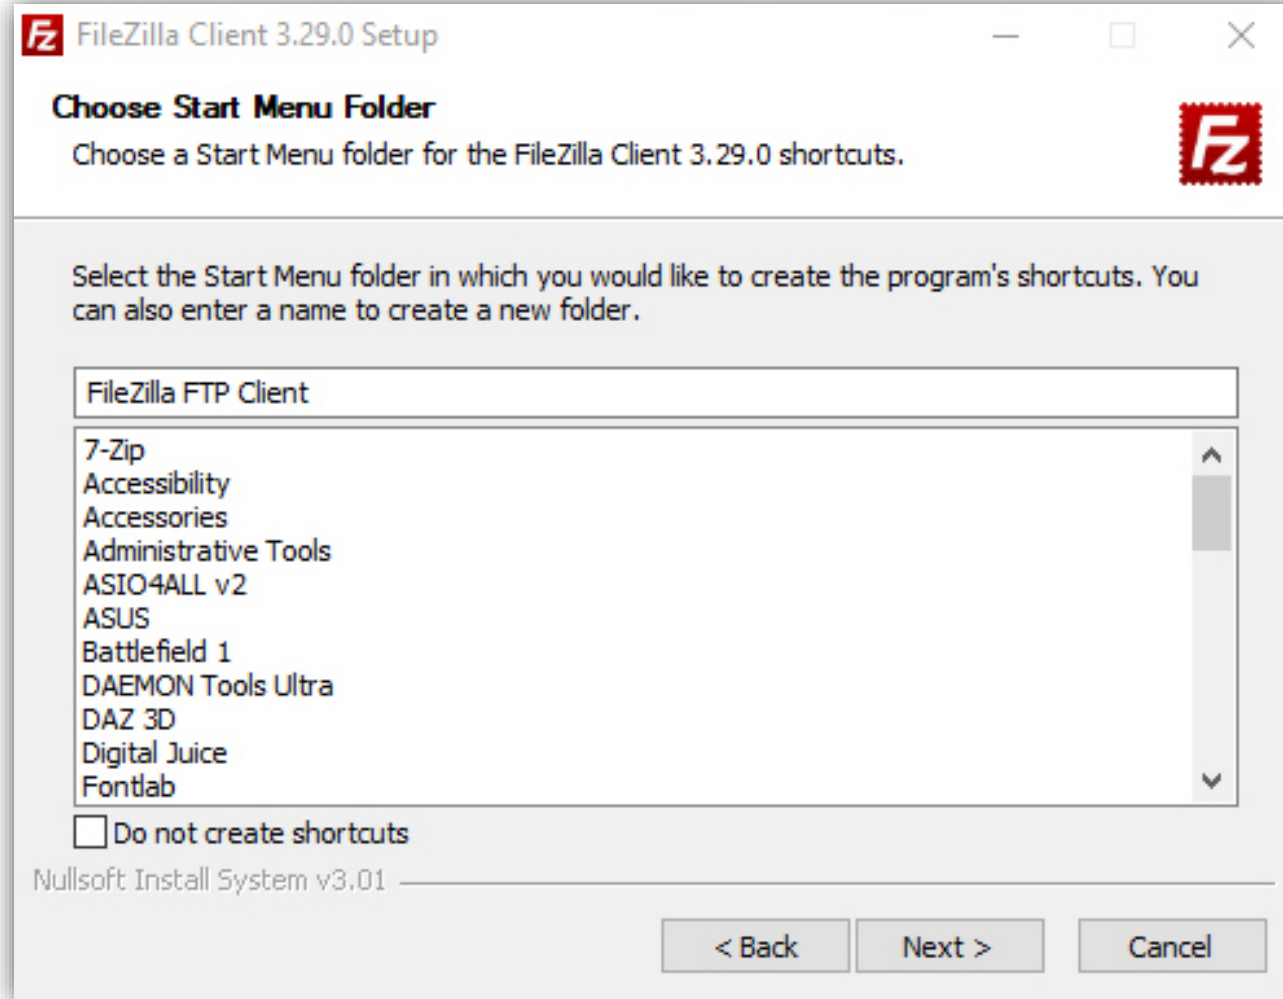 FileZilla Client 3.29.0 Setup
Choose Start Menu Folder
Choose a Start Menu folder for the FileZilla Client 3.29.0 shortcuts.
Fz
Select the Start Menu folder in which you would like to create the program's shortcuts. You
can also enter a name to create a new folder.
FileZilla FTP Client
7-Zip
Accessibility
Accessories
Administrative Tools
ASIO4ALL v2
ASUS
Battlefield 1
DAEMON Tools Ultra
DAZ 3D
Digital Juice
Fontlab
Do not create shortcuts
Nullsoft Install System v3.01
< Back
Next >
Cancel